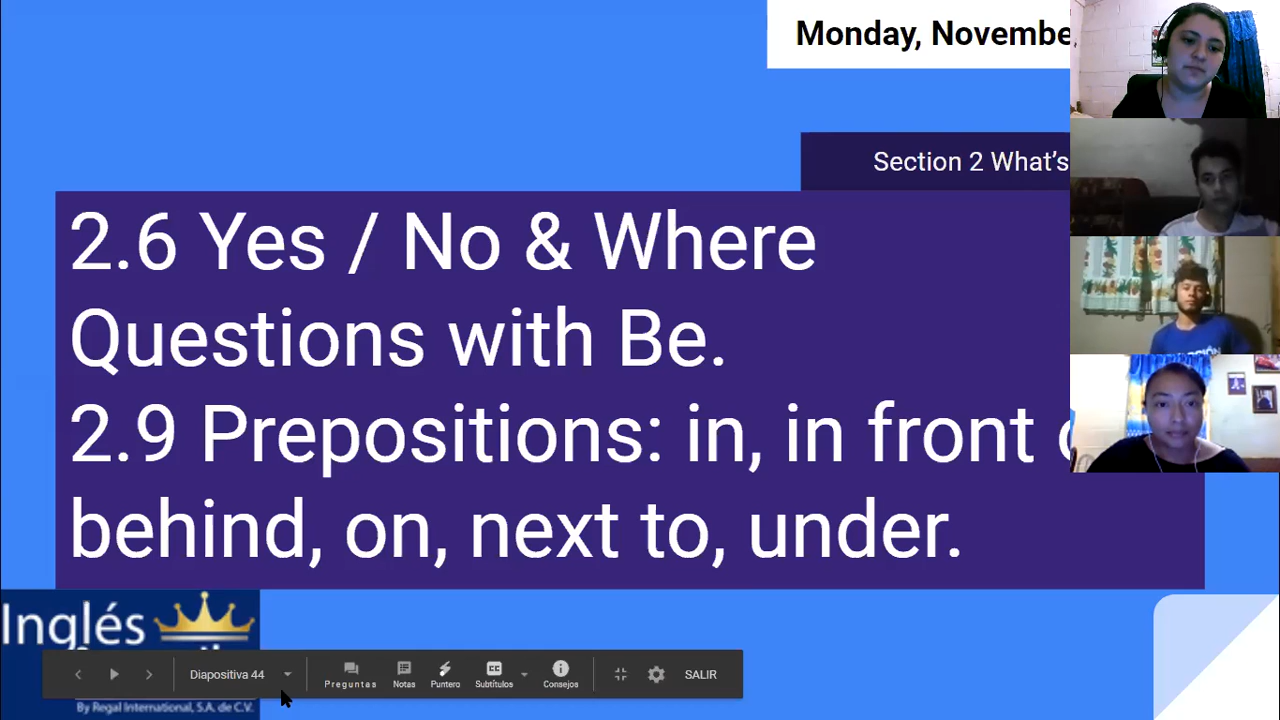 Monday, Novembe
Section 2 What's
2.6 Yes / No & Where
Questions with Be.
2.9 Prepositions: in, in front
behind, on, next to, under.
Inglés
Diapositiva 44
Preguntas
Notas
Puntero
Subtítulos
Consejos
SALIR
By Regal International, S.A. de C.V.